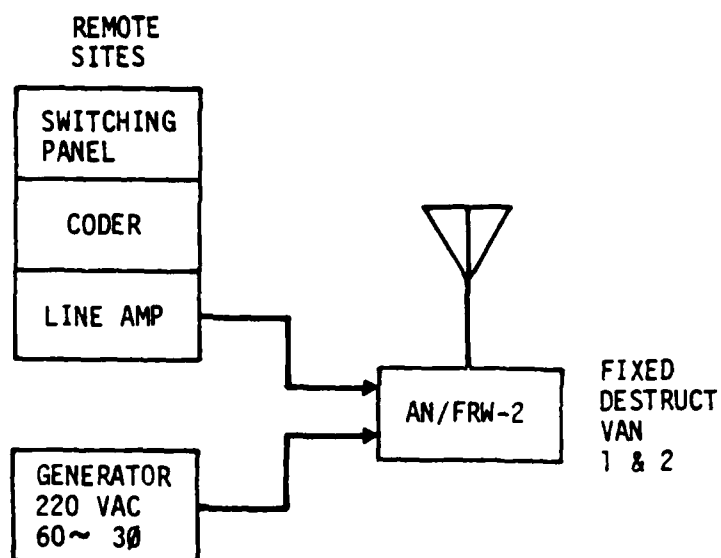 REMOTE
SITES
SWITCHING
PANEL
CODER
LINE AMP
AN/FRW-2
FIXED
DESTRUCT
VAN
1 & 2
GENERATOR
220 VAC
60~ 3Ø